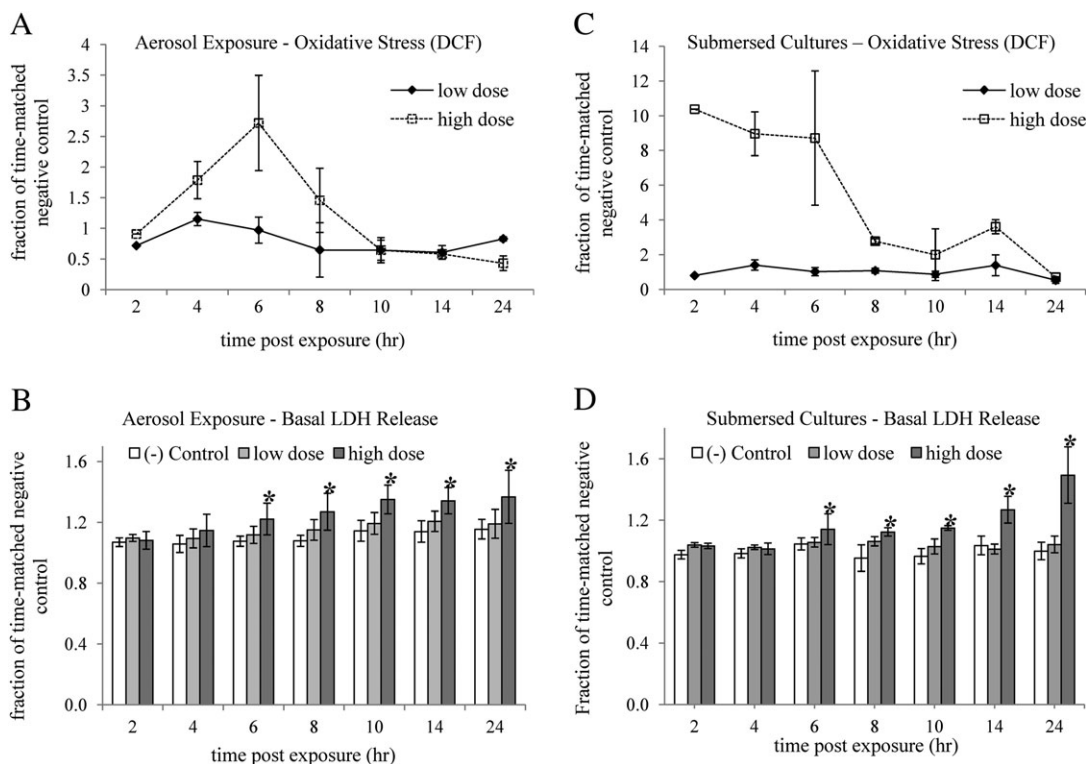 A
Aerosol Exposure - Oxidative Stress (DCF)
low dose
high dose
fraction of time-matched
negative control
4
3.5
3
2.5
2
1.5
1
0.5
0
2 4 6 8 10 14 24
time post exposure (hr)
C
Submersed Cultures – Oxidative Stress (DCF)
low dose
high dose
fraction of time-matched
negative control
14
12
10
8
6
4
2
0
2 4 6 8 10 14 24
time post exposure (hr)
B
Aerosol Exposure - Basal LDH Release
(-) Control low dose high dose
fraction of time-matched negative
control
1.6
1.2
0.8
0.4
0.0
* * * * *
2 4 6 8 10 14 24
time post exposure (hr)
D
Submersed Cultures - Basal LDH Release
(-) Control low dose high dose
Fraction of time-matched negative
control
1.6
1.2
0.8
0.4
0.0
* * * * *
2 4 6 8 10 14 24
time post exposure (hr)